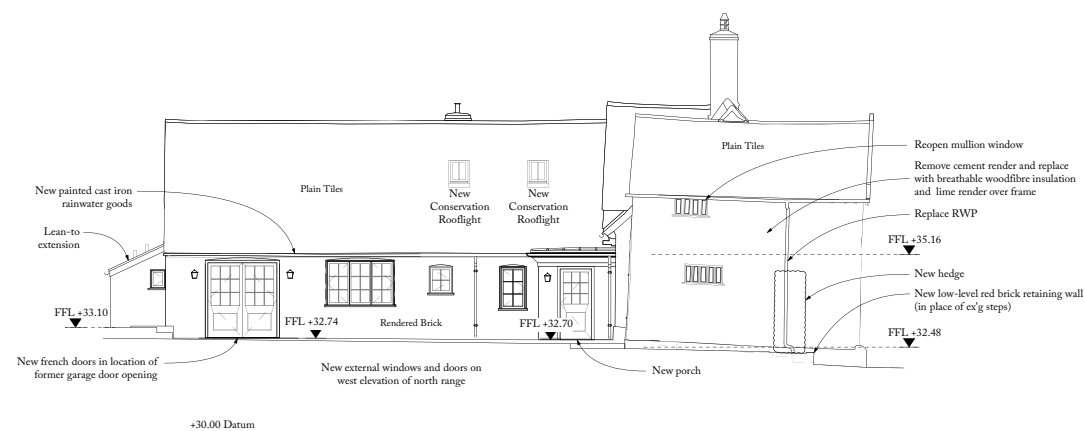 Plain Tiles
Reopen mullion window
Remove cement render and replace
with breathable woodfibre insulation
and lime render over frame
New painted cast iron
rainwater goods
Plain Tiles
New
Conservation
Rooflight
New
Conservation
Rooflight
Replace RWP
Lean-to
extension
FFL +35.16
New hedge
New low-level red brick retaining wall
(in place of ex'g steps)
FFL +33.10
FFL +32.74
Rendered Brick
FFL +32.70
FFL +32.48
New french doors in location of
former garage door opening
New external windows and doors on
west elevation of north range
New porch
+30.00 Datum